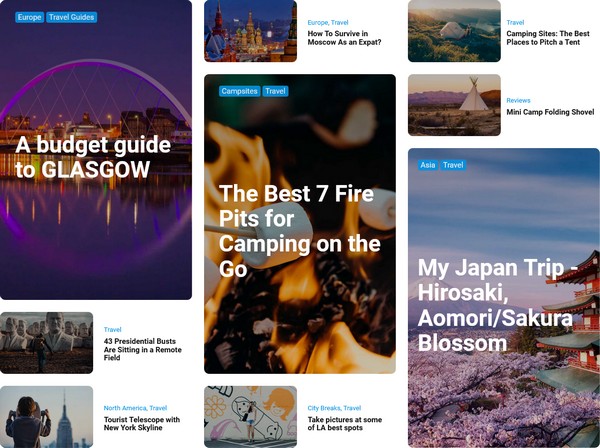 Europe Travel Guides
A budget guide
to GLASGOW
Travel
43 Presidential Busts
Are Sitting in a Remote
Field
North America, Travel
Tourist Telescope with
New York Skyline
Europe, Travel
How To Survive in
Moscow As an Expat?
Campsites Travel
The Best 7 Fire
Pits for
Camping on the
Go
City Breaks, Travel
Take pictures at some
of LA best spots
Travel
Camping Sites: The Best
Places to Pitch a Tent
Reviews
Mini Camp Folding Shovel
Asia Travel
My Japan Trip -
Hirosaki,
Aomori/Sakura
Blossom